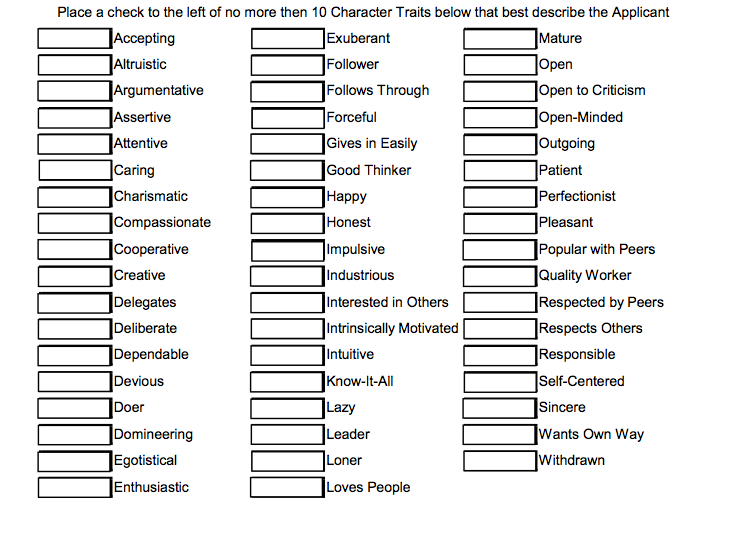 Place a check to the left of no more then 10 Character Traits below that best describe the Applicant
Accepting
Altruistic
Argumentative
Assertive
Attentive
Caring
Charismatic
Compassionate
Cooperative
Creative
Delegates
Deliberate
Dependable
Devious
Doer
Domineering
Egotistical
Enthusiastic
Exuberant
Follower
Follows Through
Forceful
Gives in Easily
Good Thinker
Happy
Honest
Impulsive
Industrious
Interested in Others
Intrinsically Motivated
Intuitive
Know-It-All
Lazy
Leader
Loner
Loves People
Mature
Open
Open to Criticism
Open-Minded
Outgoing
Patient
Perfectionist
Pleasant
Popular with Peers
Quality Worker
Respected by Peers
Respects Others
Responsible
Self-Centered
Sincere
Wants Own Way
Withdrawn